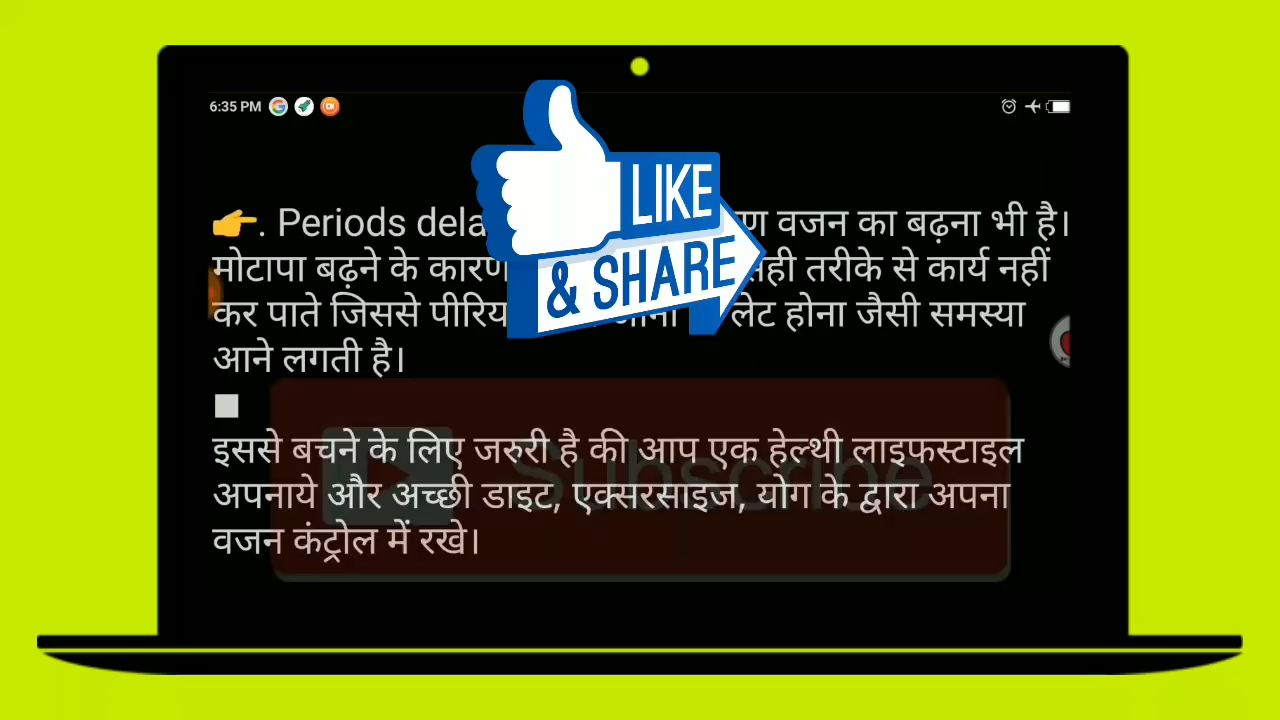 6:35 PM
LIKE
& SHARE
👉. Periods वजन का बढ़ना भी है।
मोटापा बढ़ने के कारण तरीके से कार्य नहीं
कर पाते जिससे लेट होना जैसी समस्या
आने लगती है।
इससे बचने के लिए जरुरी है की आप एक हेल्थी लाइफस्टाइल
अपनाये और अच्छी डाइट, एक्सरसाइज, योग के द्वारा अपना
वजन कंट्रोल में रखे।
Subscribe